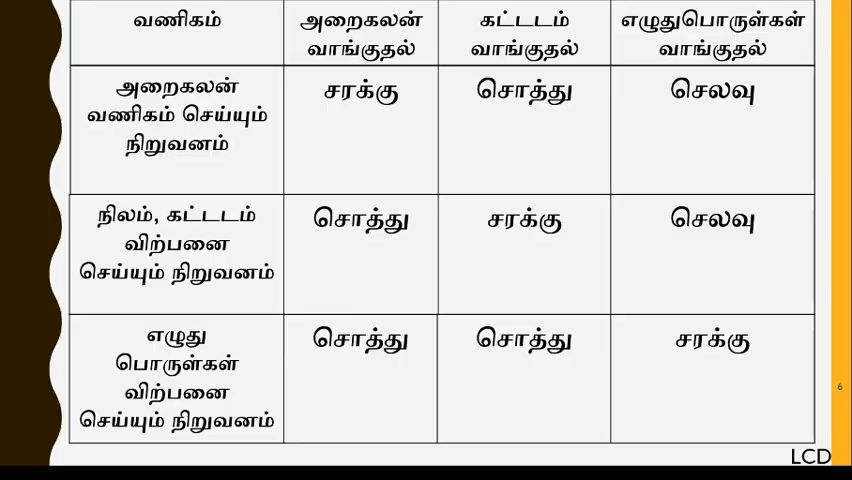 வணிகம்
அறைகலன்
வாங்குதல்
கட்டடம்
வாங்குதல்
எழுதுபொருள்கள்
வாங்குதல்
அறைகலன்
வணிகம் செய்யும்
நிறுவனம்
சரக்கு
சொத்து
செலவு
நிலம், கட்டடம்
விற்பனை
செய்யும் நிறுவனம்
சொத்து
சரக்கு
செலவு
எழுது
பொருள்கள்
விற்பனை
செய்யும் நிறுவனம்
சொத்து
சொத்து
சரக்கு
6
LCD